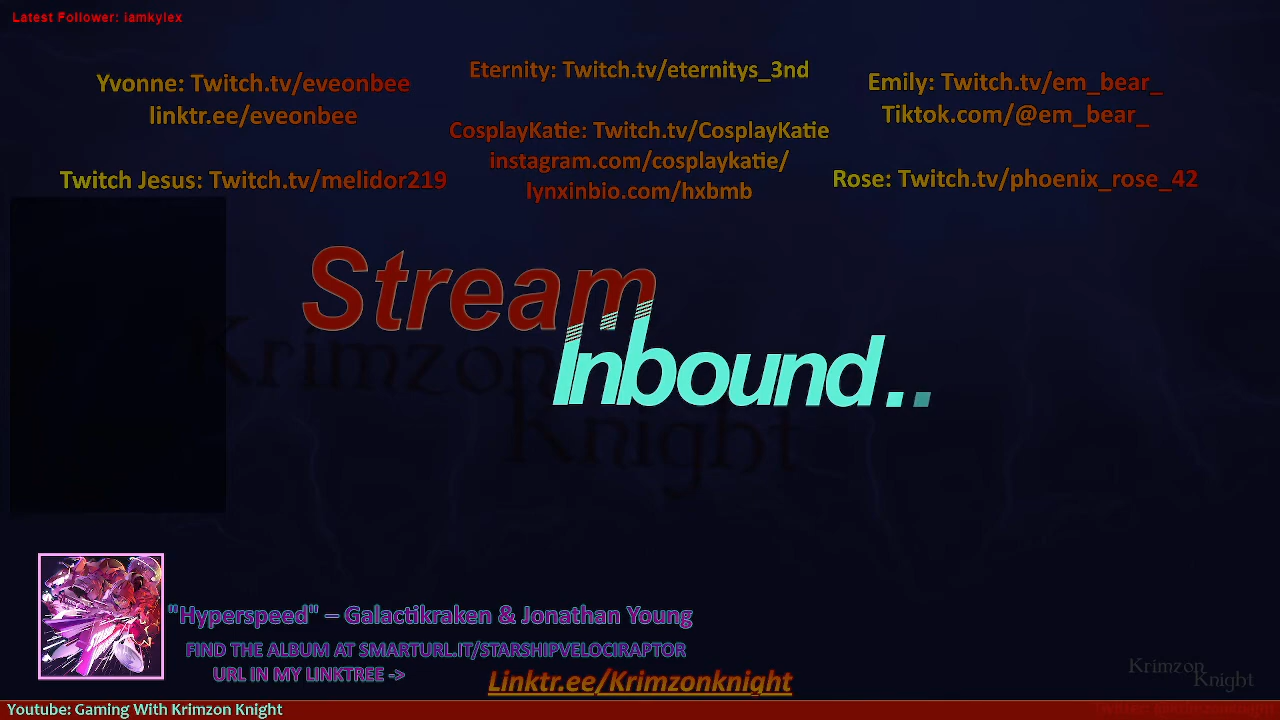 Latest Follower: iamkylex
Yvonne: Twitch.tv/eveonbee
linktr.ee/eveonbee
Eternity: Twitch.tv/eternitys_3nd
Emily: Twitch.tv/em_bear_
Tiktok.com/@em_bear_
CosplayKatie: Twitch.tv/CosplayKatie
instagram.com/cosplaykatie/
lynxinbio.com/hxbmb
Twitch Jesus: Twitch.tv/melidor219
Rose: Twitch.tv/phoenix_rose_42
Stream
Inbound..
Krimzon
Knight
"Hyperspeed" – Galactikraken & Jonathan Young
FIND THE ALBUM AT SMARTURL.IT/STARSHIPVELOCIRAPTOR
URL IN MY LINKTREE ->
Linktr.ee/Krimzonknight
Krimzon
Knight
Youtube: Gaming With Krimzon Knight